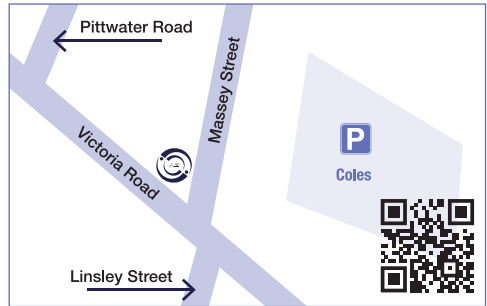 Pittwater Road
Massey Street
Victoria Road
P
Coles
Linsley Street